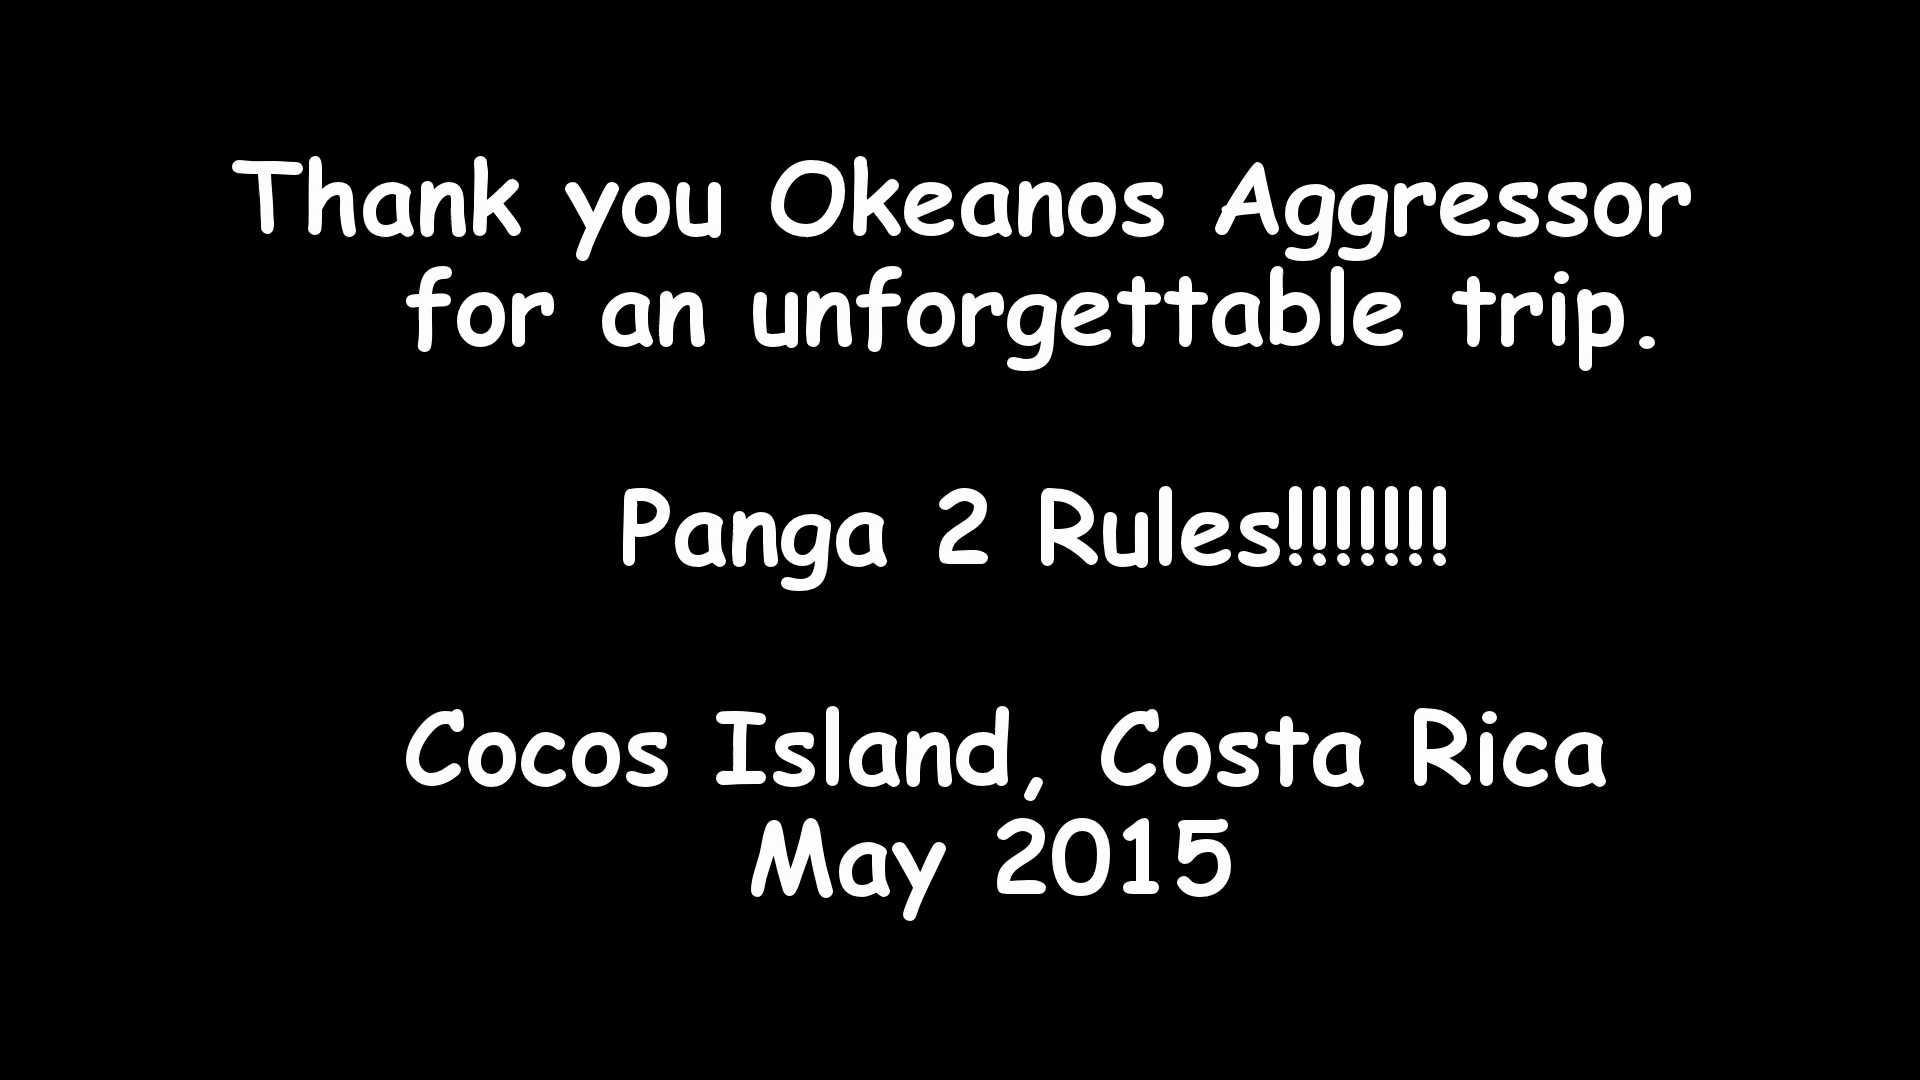 Thank you Okeanos Aggressor
for an unforgettable trip.
Panga 2 Rules!!!!!!!
Cocos Island, Costa Rica
May 2015